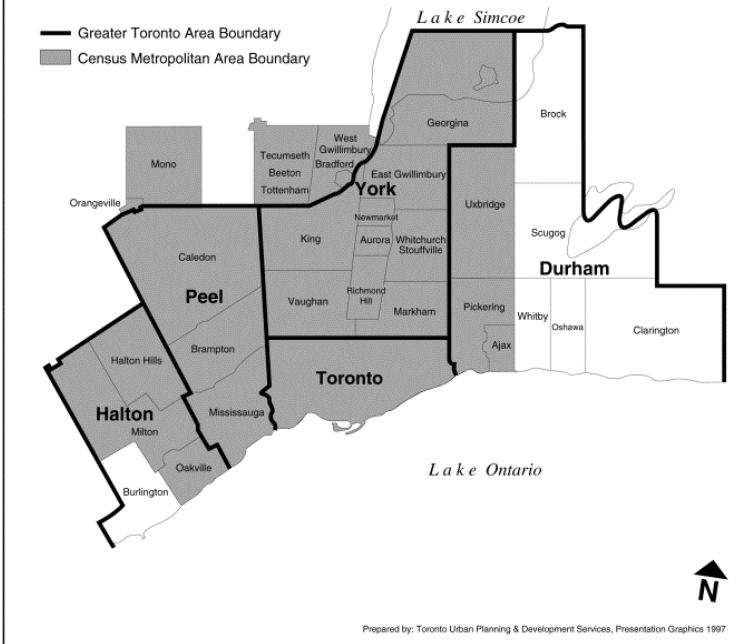 Lake Simcoe
Greater Toronto Area Boundary
Census Metropolitan Area Boundary
Brock
Georgina
West
Gwillimbury
Bradford
Tecumseth
Beeton
Tottenham
Mono
East Gwillimbury
York
Orangeville
Uxbridge
Newmarket
Scugog
King
Aurora
Whitchurch
Stouffville
Caledon
Durham
Peel
Richmond
Hill
Vaughan
Markham
Pickering
Whitby
Oshawa
Clarington
Ajax
Brampton
Halton Hills
Toronto
Halton
Mississauga
Milton
Oakville
Lake Ontario
Burlington
N
Prepared by: Toronto Urban Planning & Development Services, Presentation Graphics 1997